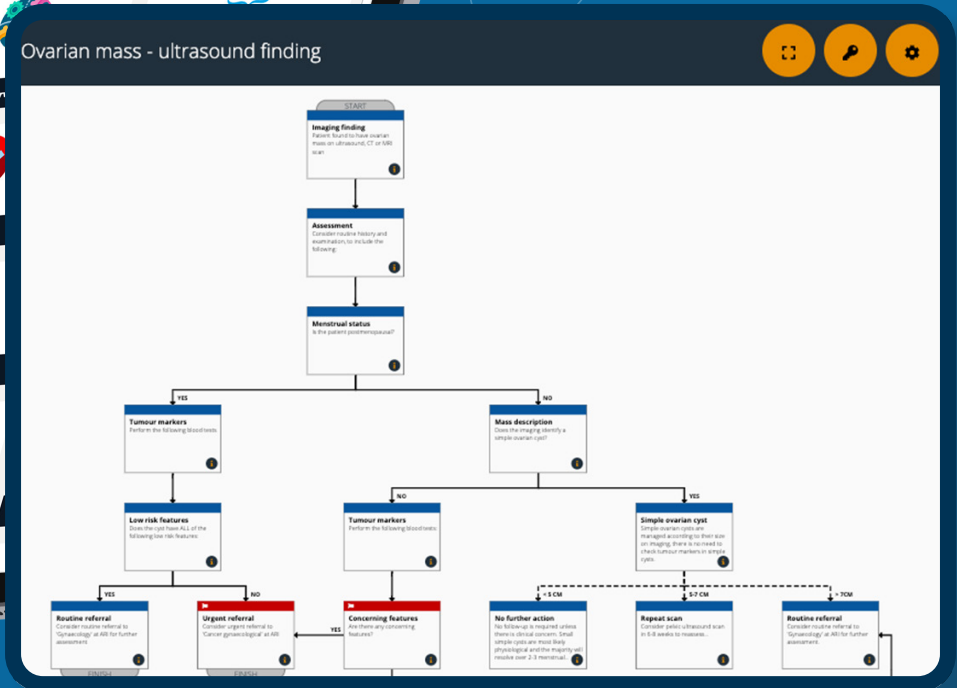 Ovarian mass - ultrasound finding
START
Imaging finding
Patient found to have ovarian
mass on ultrasound, CT or MRI
scan
Assessment
Consider routine history and
examination, to include the
following:
Menstrual status
Is the patient postmenopausal?
YES
NO
Tumour markers
Perform the following blood tests
Mass description
Does the imaging identify a
simple ovarian cyst?
NO
YES
Low risk features
Does the cyst have ALL of the
following low risk features:
Tumour markers
Perform the following blood tests:
Simple ovarian cyst
Simple ovarian cysts are
managed according to their size
on imaging, there is no need to
check tumour markers in simple
cysts.
YES
NO
< 5 CM
5-7 CM
> 7CM
Routine referral
Consider routine referral to
'Gynaecology' at ARI for further
assessment
Urgent referral
Consider urgent referral to
'Cancer gynaecological' at ARI
YES
Concerning features
Are there any concerning
features?
No further action
No follow-up is required unless
there is clinical concern. Small
simple cysts are most likely
physiological and the majority will
resolve over 2-3 menstrual...
Repeat scan
Consider pelvic ultrasound scan
in 6-8 weeks to reassess...
Routine referral
Consider routine referral to
'Gynaecology' at ARI for further
assessment.
FINISH
FINISH